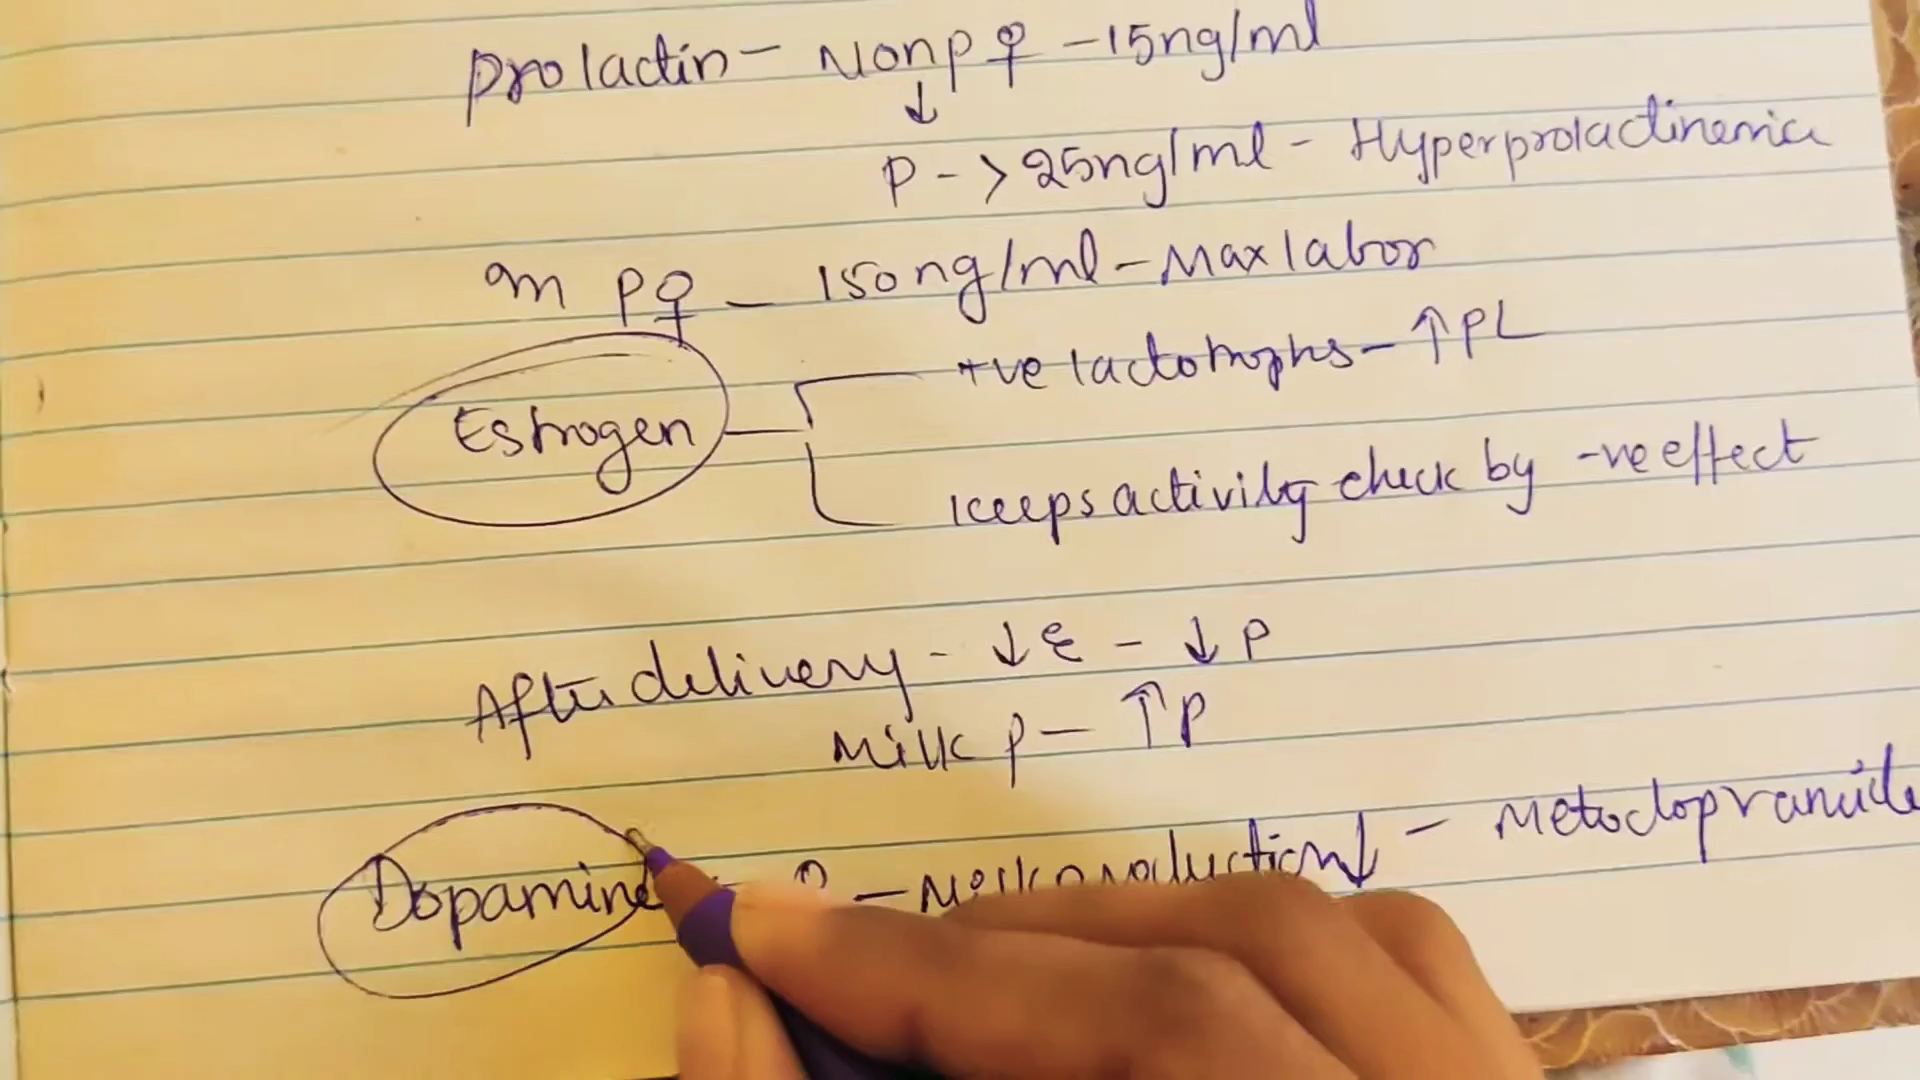 Prolactin - Nonp ♀ - 15ng/ml
↓
P - > 25ng/ml - Hyperprolactinemia
In P♀ - 150ng/ml - Max labor
Estrogen
+ve lactotrophs - ↑PL
Keeps activity check by -ve effect
After delivery - ↓E - ↓P
Milk p - ↑P
Dopamine - Milk production↓ - Metoclopramide